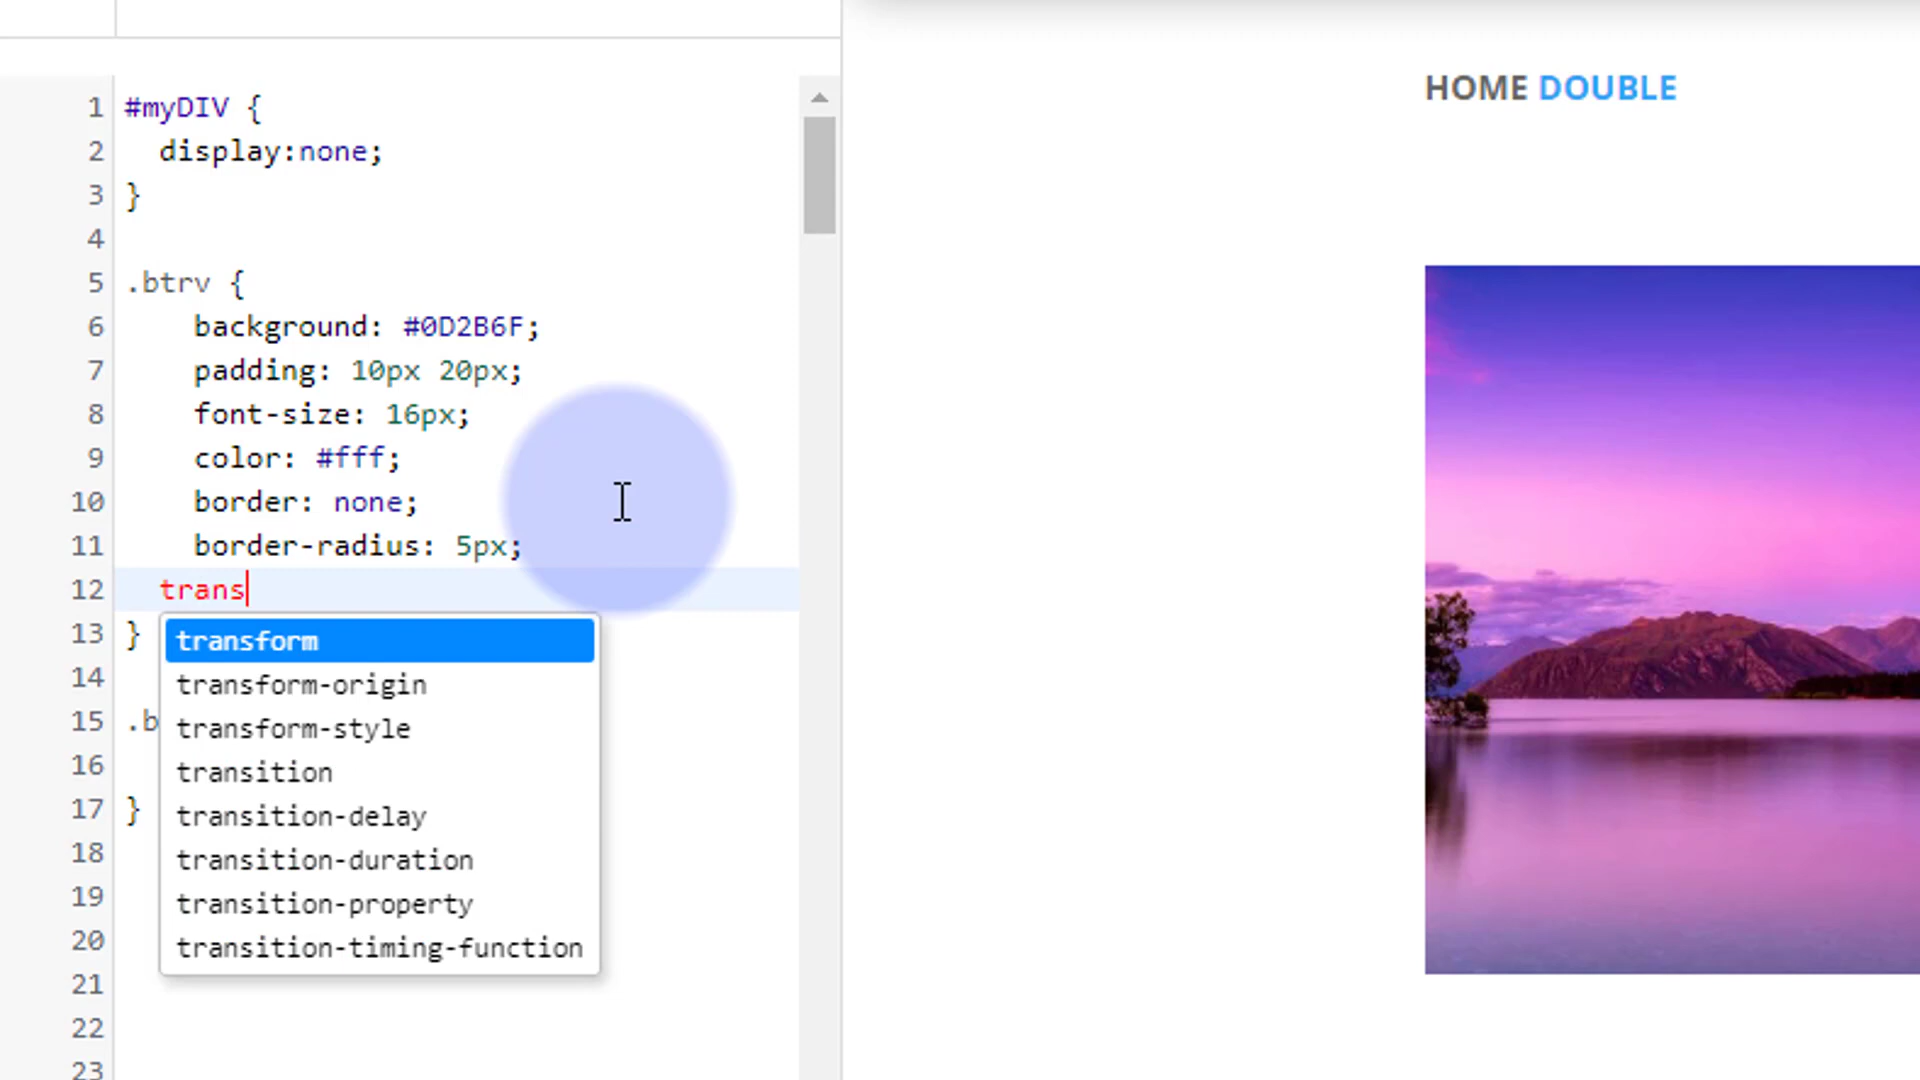 1 #myDIV {
2 display:none;
3 }
4
5 .btrv {
6 background: #0D2B6F;
7 padding: 10px 20px;
8 font-size: 16px;
9 color: #fff;
10 border: none;
11 border-radius: 5px;
12 trans
13 }
14
15 .b
16
17 }
18
19
20
21
22
23
transform
transform-origin
transform-style
transition
transition-delay
transition-duration
transition-property
transition-timing-function
HOME DOUBLE